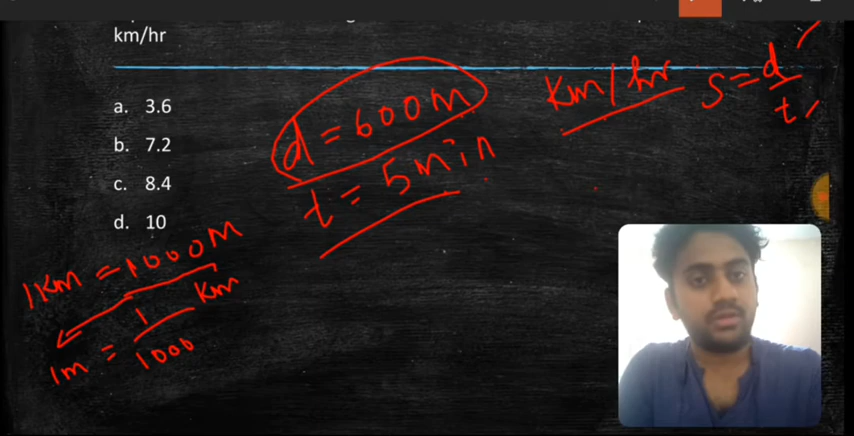 km/hr
a. 3.6
b. 7.2
c. 8.4
d. 10
d = 600m
t = 5min
km/hr
s = d/t
1km = 1000m
1m = 1/1000 km